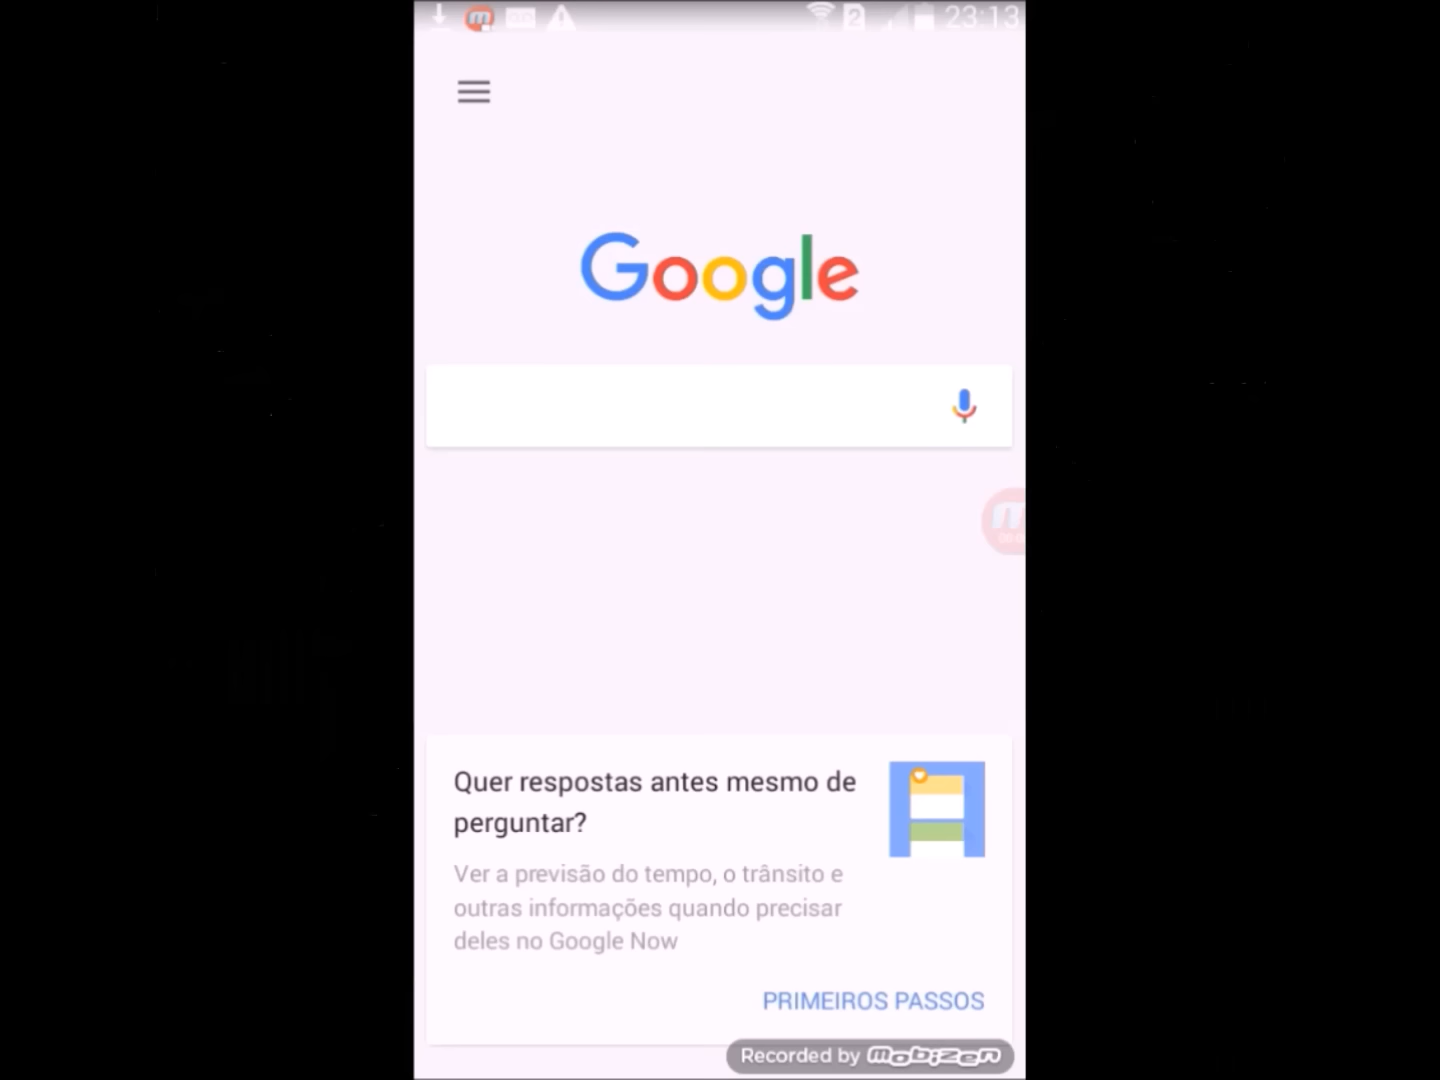 2 23:13
Google
Quer respostas antes mesmo de
perguntar?
Ver a previsão do tempo, o trânsito e
outras informações quando precisar
deles no Google Now
PRIMEIROS PASSOS
Recorded by mobizen